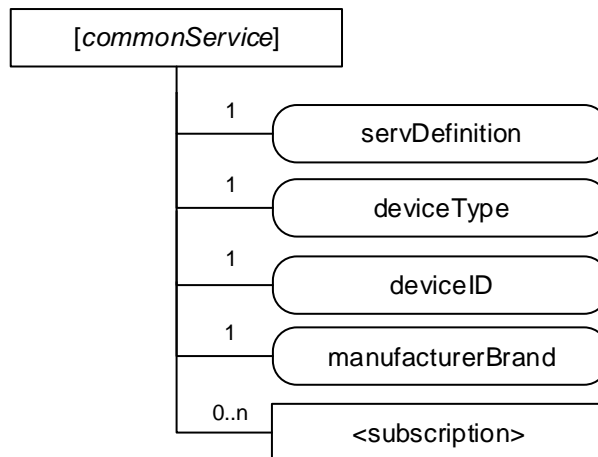 [commonService]
1
servDefinition
1
deviceType
1
deviceID
1
manufacturerBrand
0..n
<subscription>